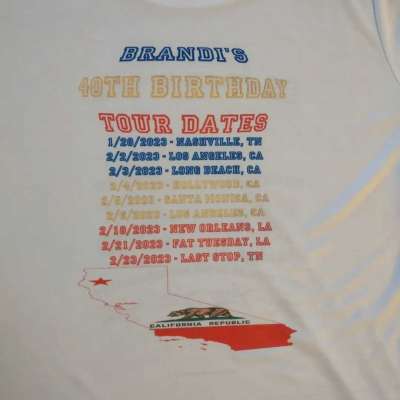 BRANDI'S
40TH BIRTHDAY
TOUR DATES
1/20/2023 - NASHVILLE, TN
2/2/2023 - LOS ANGELES, CA
2/3/2023 - LONG BEACH, CA
2/4/2023 - HOLLYWOOD, CA
2/5/2023 - SANTA MONICA, CA
2/6/2023 - LOS ANGELES, CA
2/10/2023 - NEW ORLEANS, LA
2/21/2023 - FAT TUESDAY, LA
2/23/2023 - LAST STOP, TN
CALIFORNIA REPUBLIC